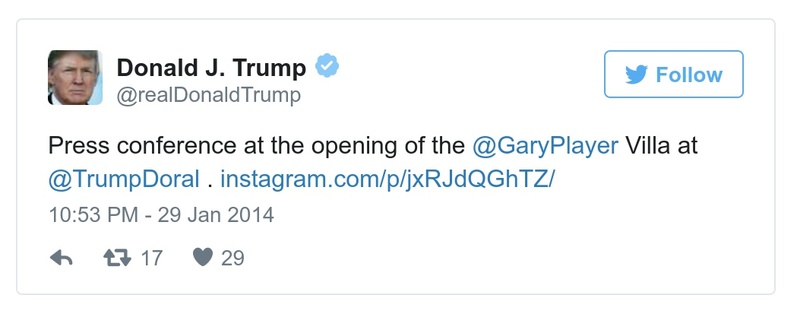 Donald J. Trump
@realDonaldTrump
Follow
Press conference at the opening of the @GaryPlayer Villa at
@TrumpDoral . instagram.com/p/jxRJdQGhTZ/
10:53 PM - 29 Jan 2014
17 29